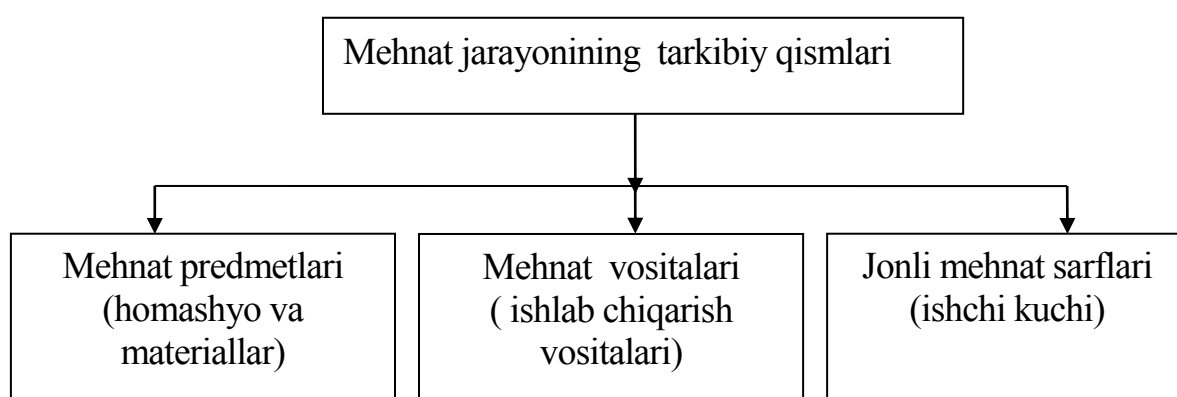 Mehnat jarayonining tarkibiy qismlari
Mehnat predmetlari
(homashyo va
materiallar)
Mehnat vositalari
( ishlab chiqarish
vositalari)
Jonli mehnat sarflari
(ishchi kuchi)